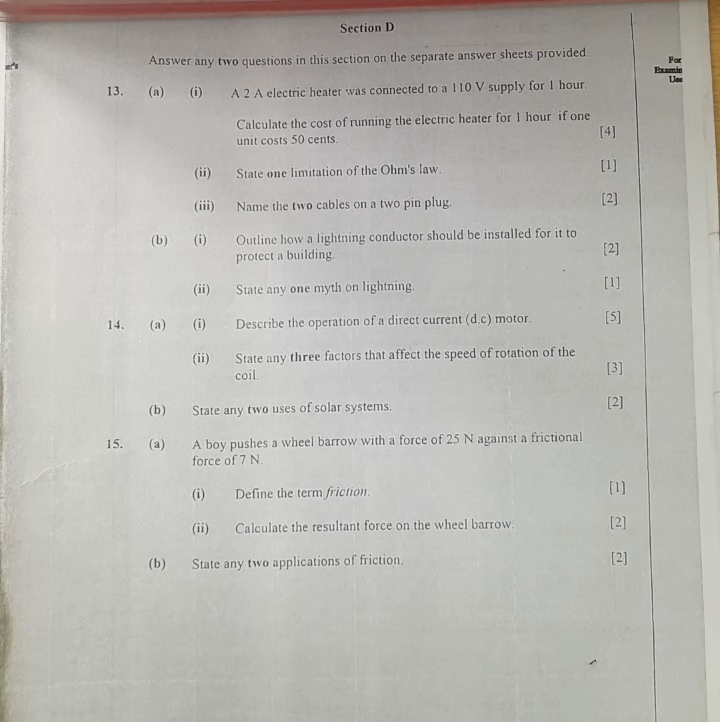 Section D
Answer any two questions in this section on the separate answer sheets provided.
For
Examin
Use
13. (a) (i) A 2 A electric heater was connected to a 110 V supply for 1 hour.
Calculate the cost of running the electric heater for 1 hour if one
unit costs 50 cents. [4]
(ii) State one limitation of the Ohm's law. [1]
(iii) Name the two cables on a two pin plug. [2]
(b) (i) Outline how a lightning conductor should be installed for it to
protect a building. [2]
(ii) State any one myth on lightning. [1]
14. (a) (i) Describe the operation of a direct current (d.c) motor. [5]
(ii) State any three factors that affect the speed of rotation of the
coil. [3]
(b) State any two uses of solar systems. [2]
15. (a) A boy pushes a wheel barrow with a force of 25 N against a frictional
force of 7 N.
(i) Define the term friction. [1]
(ii) Calculate the resultant force on the wheel barrow. [2]
(b) State any two applications of friction. [2]